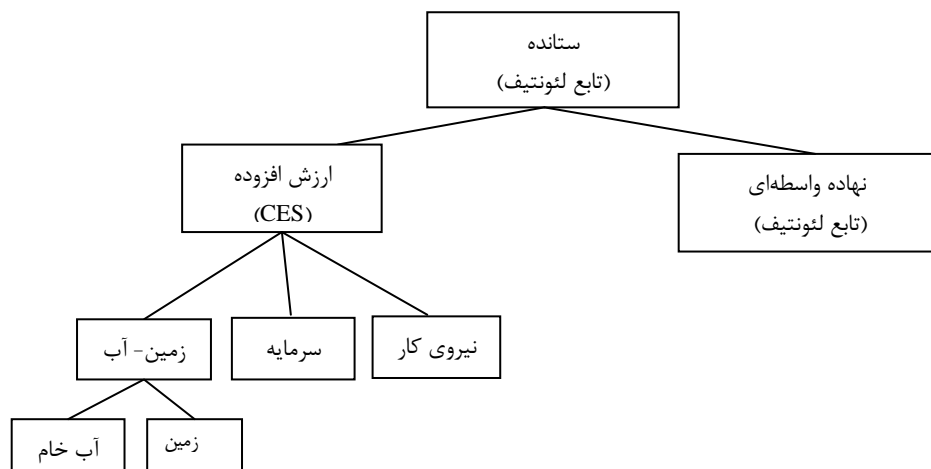 ستانده
(تابع لئونتیف)
ارزش افزوده
(CES)
نهاده واسطه‌ای
(تابع لئونتیف)
نیروی کار
سرمایه
زمین- آب
زمین
آب خام